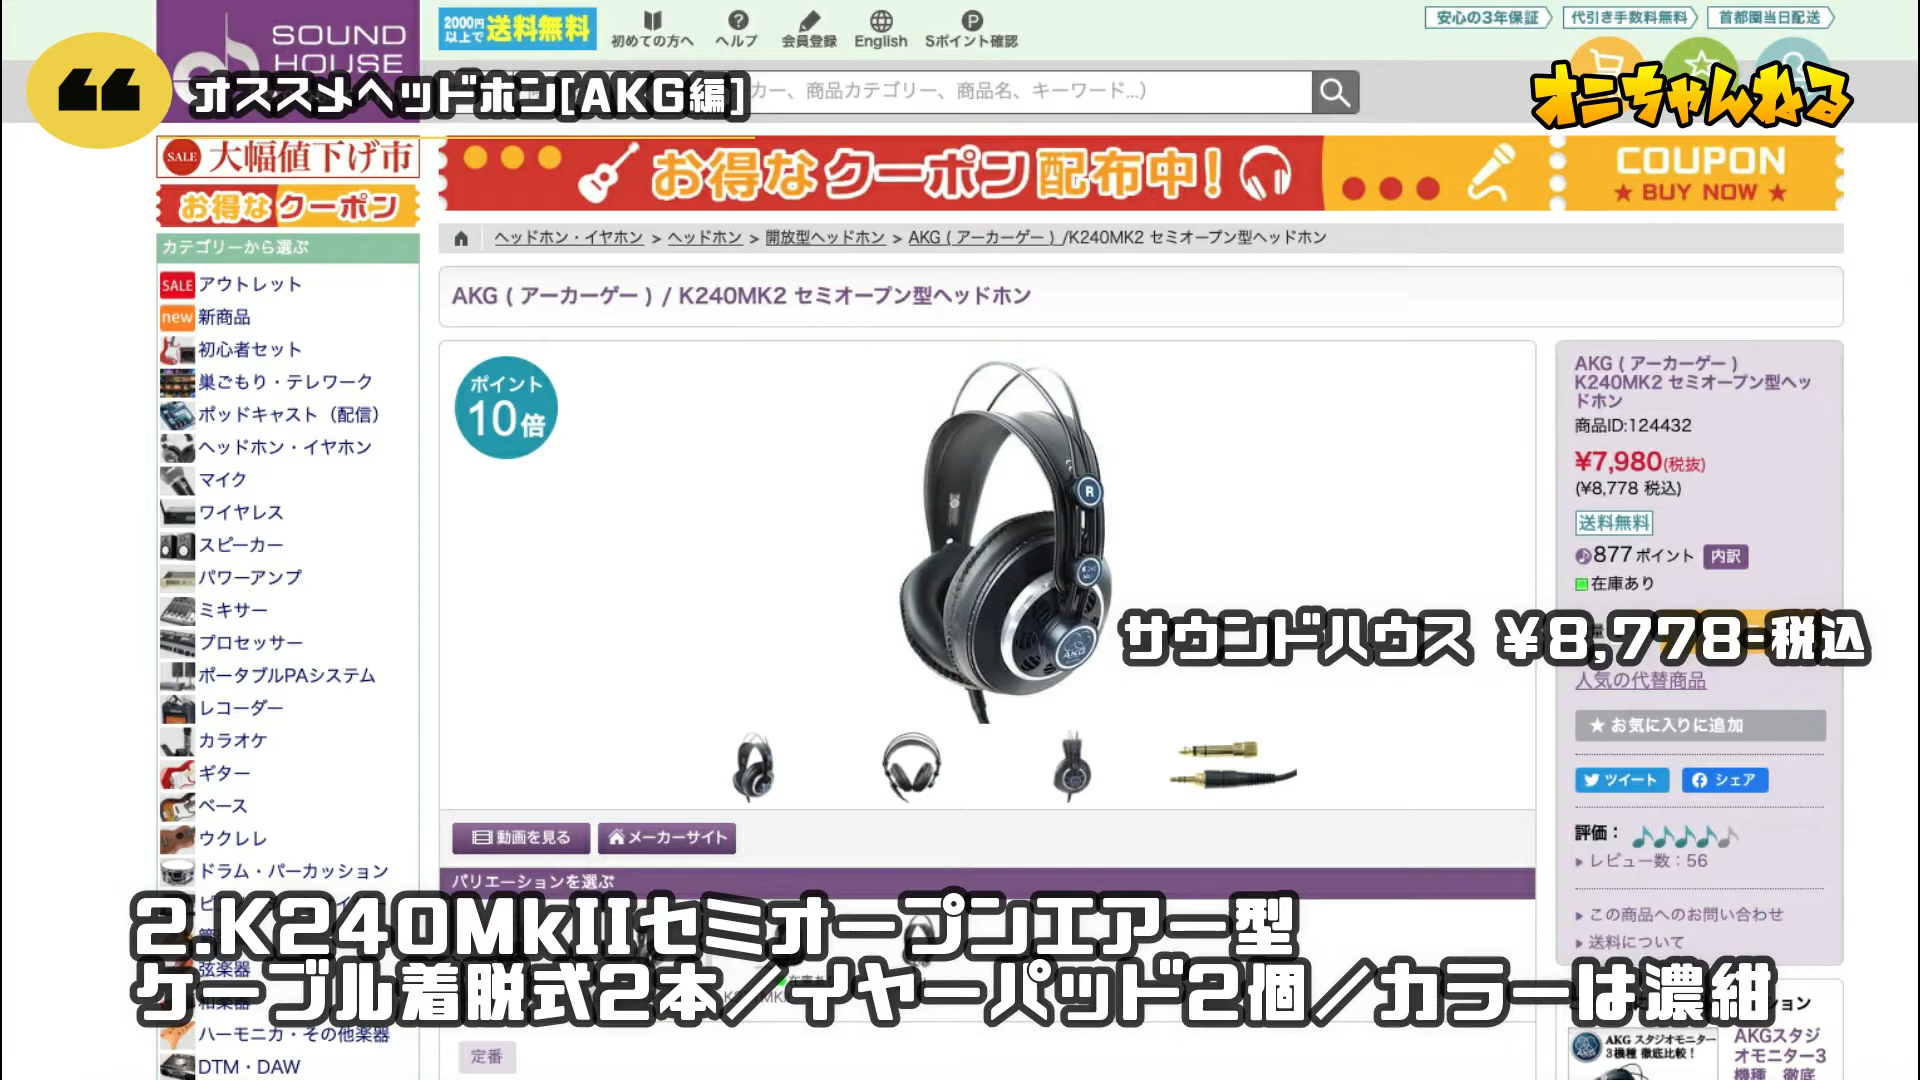 SOUND
HOUSE
2000円
以上で 送料無料
初めての方へ
ヘルプ
会員登録
English
Sポイント確認
安心の3年保証
代引き手数料無料
首都圏当日配送
オススメヘッドホン[AKG編]
カー、商品カテゴリー、商品名、キーワード...)
オニちゃんねる
SALE 大幅値下げ市
お得なクーポン
お得なクーポン配布中!
COUPON
★ BUY NOW ★
カテゴリーから選ぶ
SALE アウトレット
new 新商品
初心者セット
巣ごもり・テレワーク
ポッドキャスト（配信）
ヘッドホン・イヤホン
マイク
ワイヤレス
スピーカー
パワーアンプ
ミキサー
プロセッサー
ポータブルPAシステム
レコーダー
カラオケ
ギター
ベース
ウクレレ
ドラム・パーカッション
弦楽器
和楽器
ハーモニカ・その他楽器
DTM・DAW
ヘッドホン・イヤホン > ヘッドホン > 開放型ヘッドホン > AKG ( アーカーゲー ) /K240MK2 セミオープン型ヘッドホン
AKG ( アーカーゲー ) / K240MK2 セミオープン型ヘッドホン
ポイント
10倍
R
AKG
動画を見る
メーカーサイト
バリエーションを選ぶ
定番
AKG ( アーカーゲー )
K240MK2 セミオープン型ヘッ
ドホン
商品ID:124432
¥7,980(税抜)
(¥8,778 税込)
送料無料
877ポイント 内訳
在庫あり
サウンドハウス ¥8,778-税込
人気の代替商品
★ お気に入りに追加
ツイート
シェア
評価：
レビュー数：56
この商品へのお問い合わせ
送料について
2.K240MkIIセミオープンエアー型
ケーブル着脱式2本／イヤーパッド2個／カラーは濃紺
AKG スタジオモニター
3機種 徹底比較！
AKGスタジ
オモニター3
機種 徹底